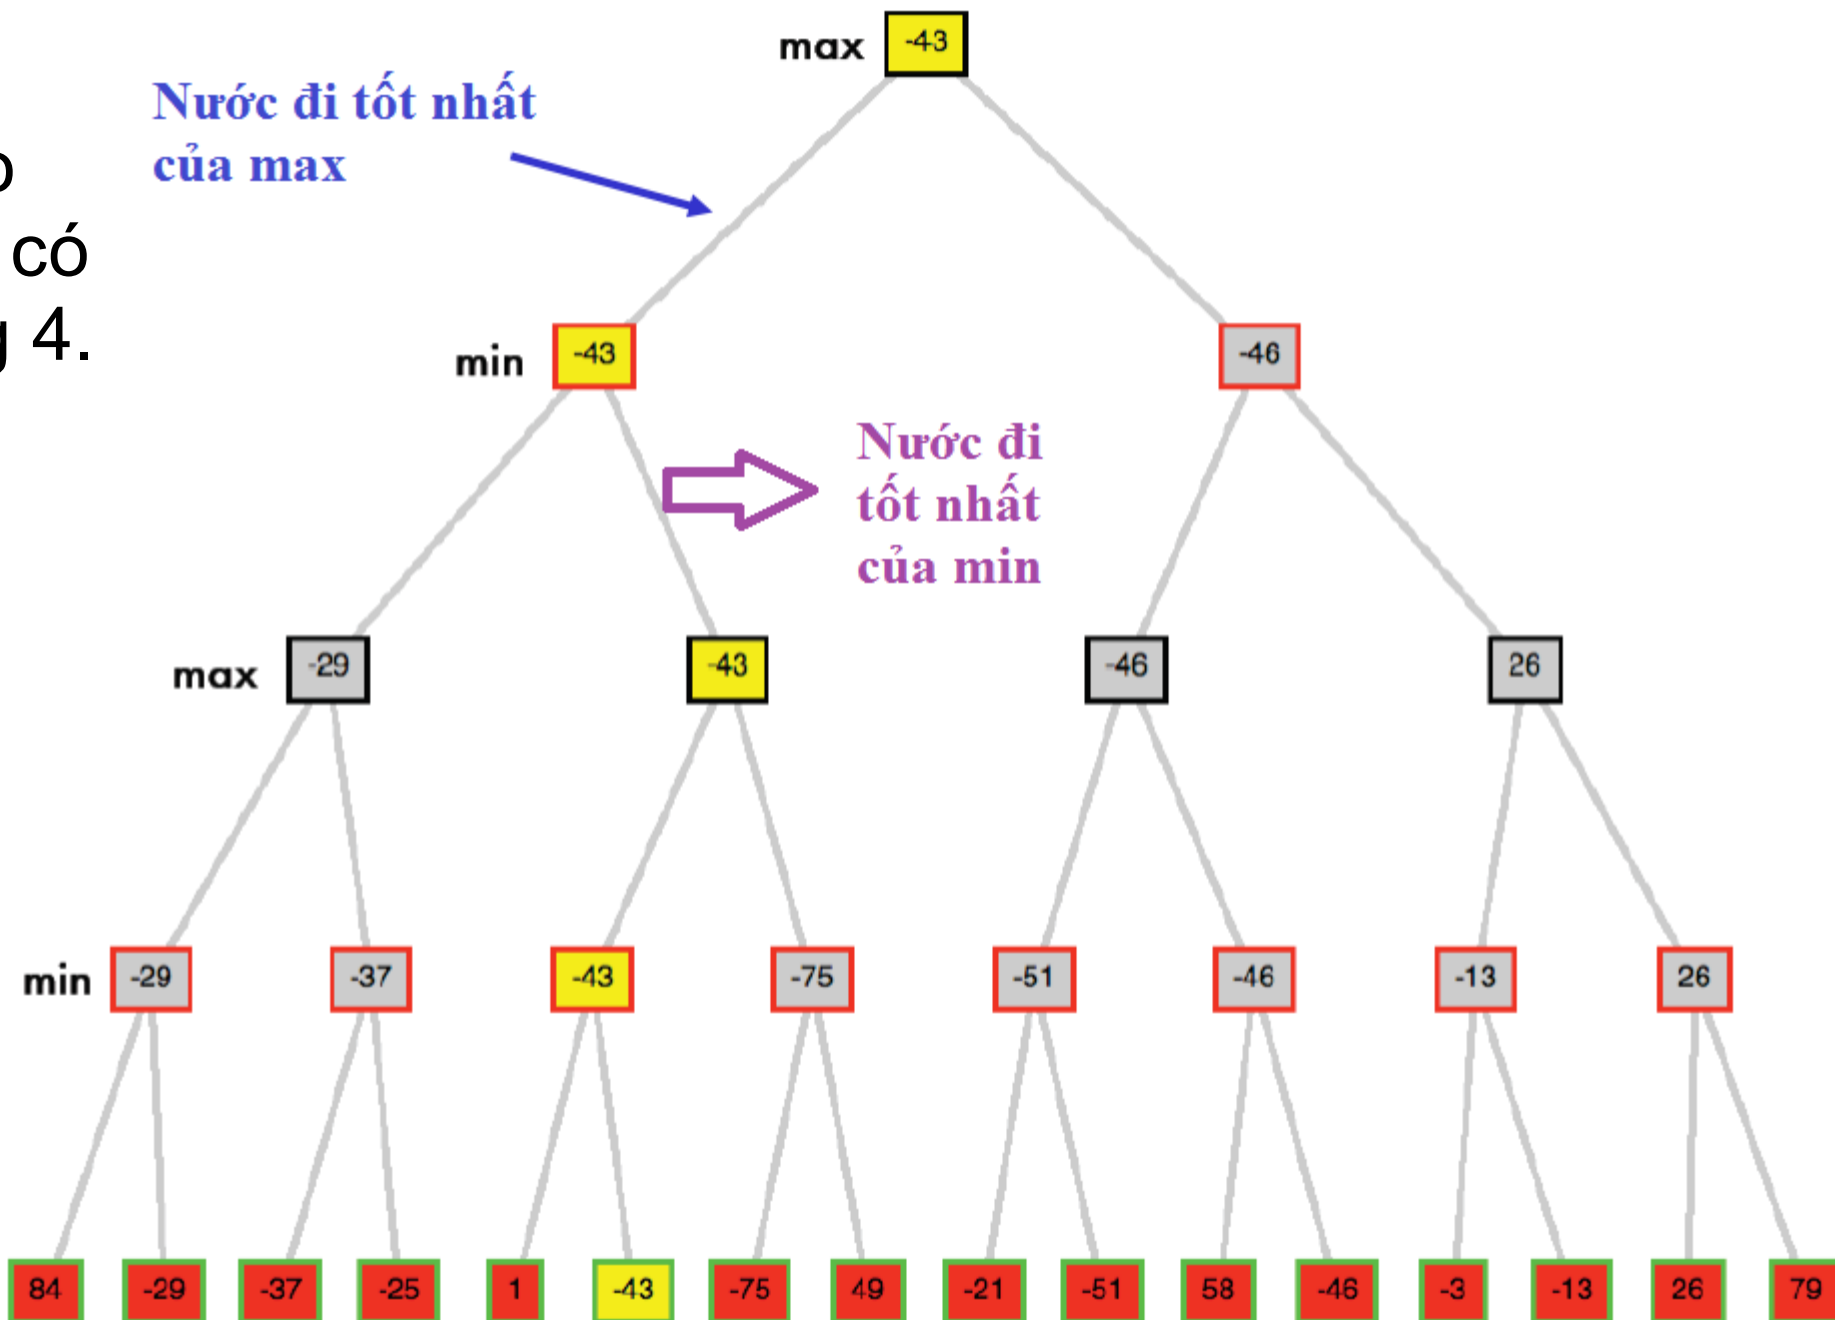 max -43
Nước đi tốt nhất
của max
có
4.
min -43 -46
Nước đi
tốt nhất
của min
max -29 -43 -46 26
min -29 -37 -43 -75 -51 -46 -13 26
84 -29 -37 -25 1 -43 -75 49 -21 -51 58 -46 -3 -13 26 79